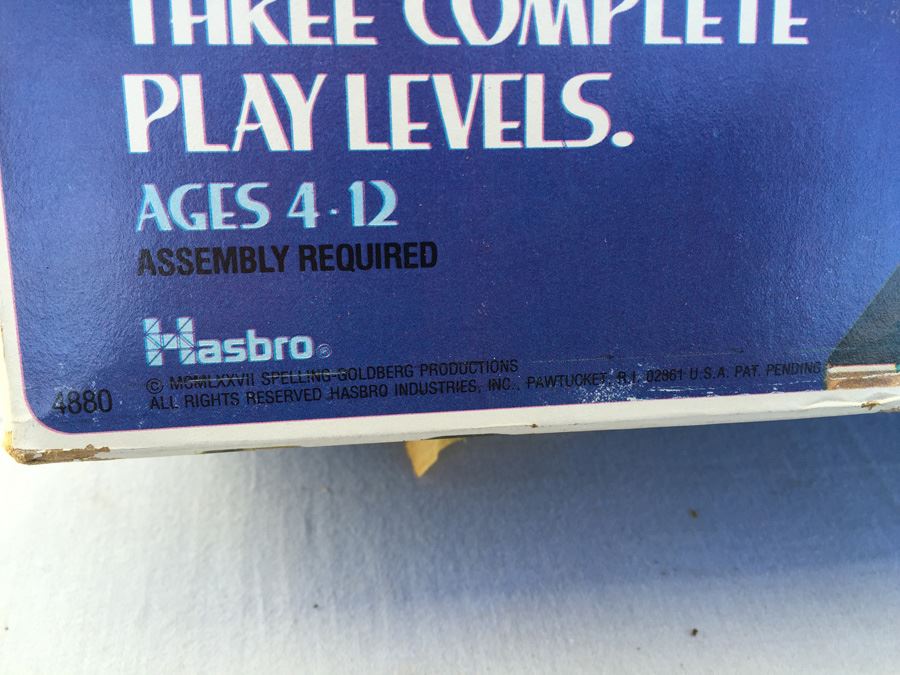 THREE COMPLETE
PLAY LEVELS.
AGES 4-12
ASSEMBLY REQUIRED
Hasbro®
© MCMLXXVII SPELLING-GOLDBERG PRODUCTIONS
ALL RIGHTS RESERVED HASBRO INDUSTRIES, INC., PAWTUCKET, R.I. 02861 U.S.A. PAT. PENDING
4880